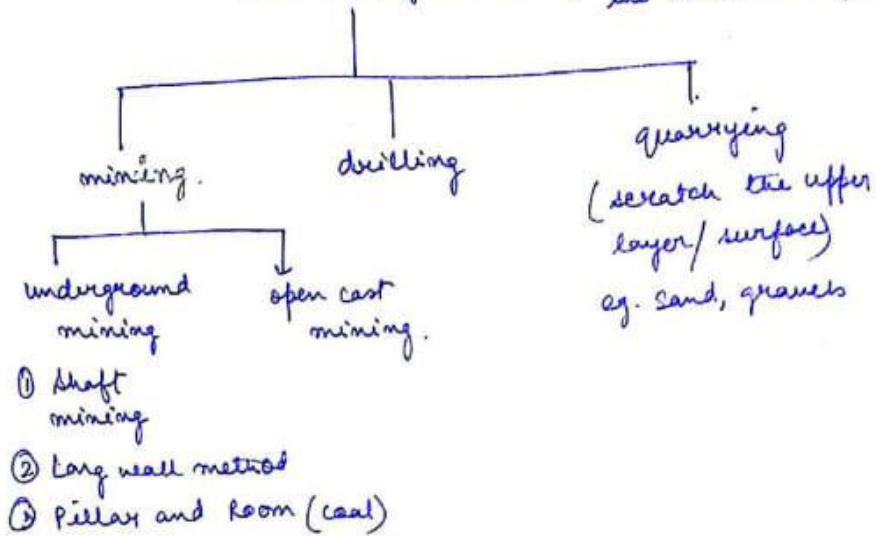 the
mining.
drilling
quarrying
(scratch the upper
layer/surface)
eg. sand, gravels
underground
mining
open cast
mining.
① Shaft
mining
② Long wall method
③ Pillar and Room (coal)